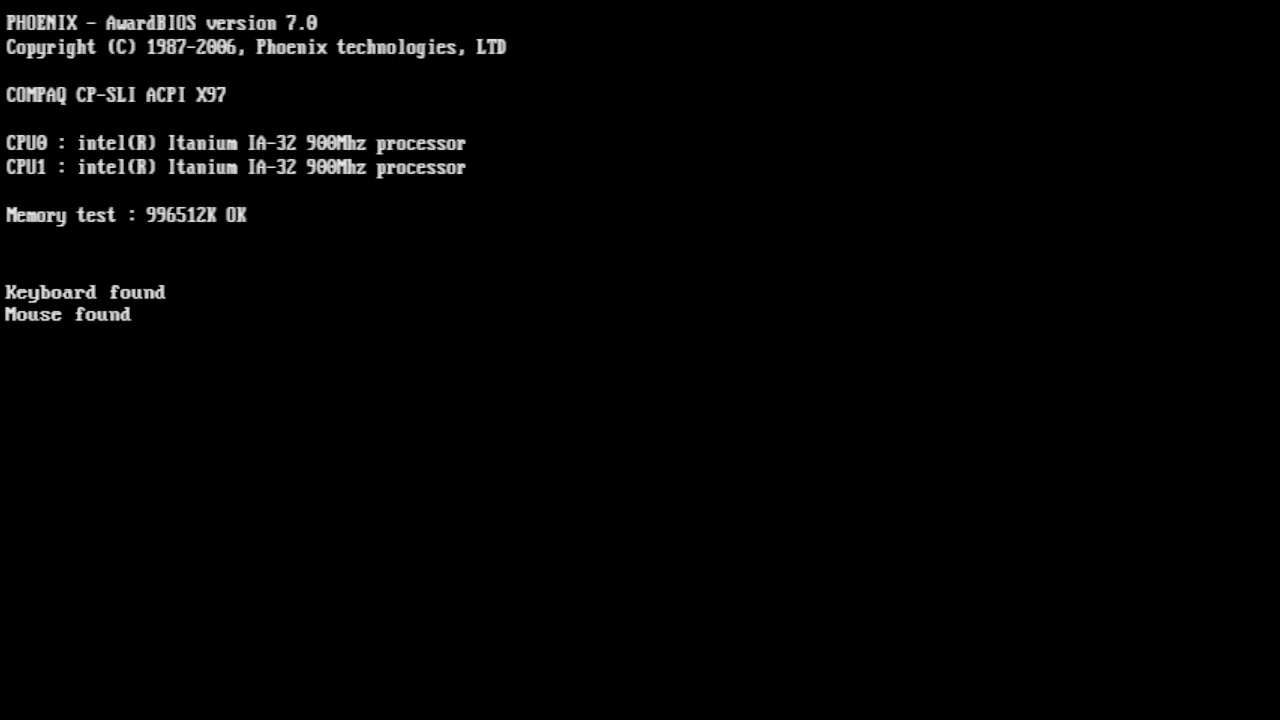 PHOENIX - AwardBIOS version 7.0
Copyright (C) 1987-2006, Phoenix technologies, LTD
COMPAQ CP-SLI ACPI X97
CPU0 : intel(R) Itanium IA-32 900Mhz processor
CPU1 : intel(R) Itanium IA-32 900Mhz processor
Memory test : 996512K OK
Keyboard found
Mouse found